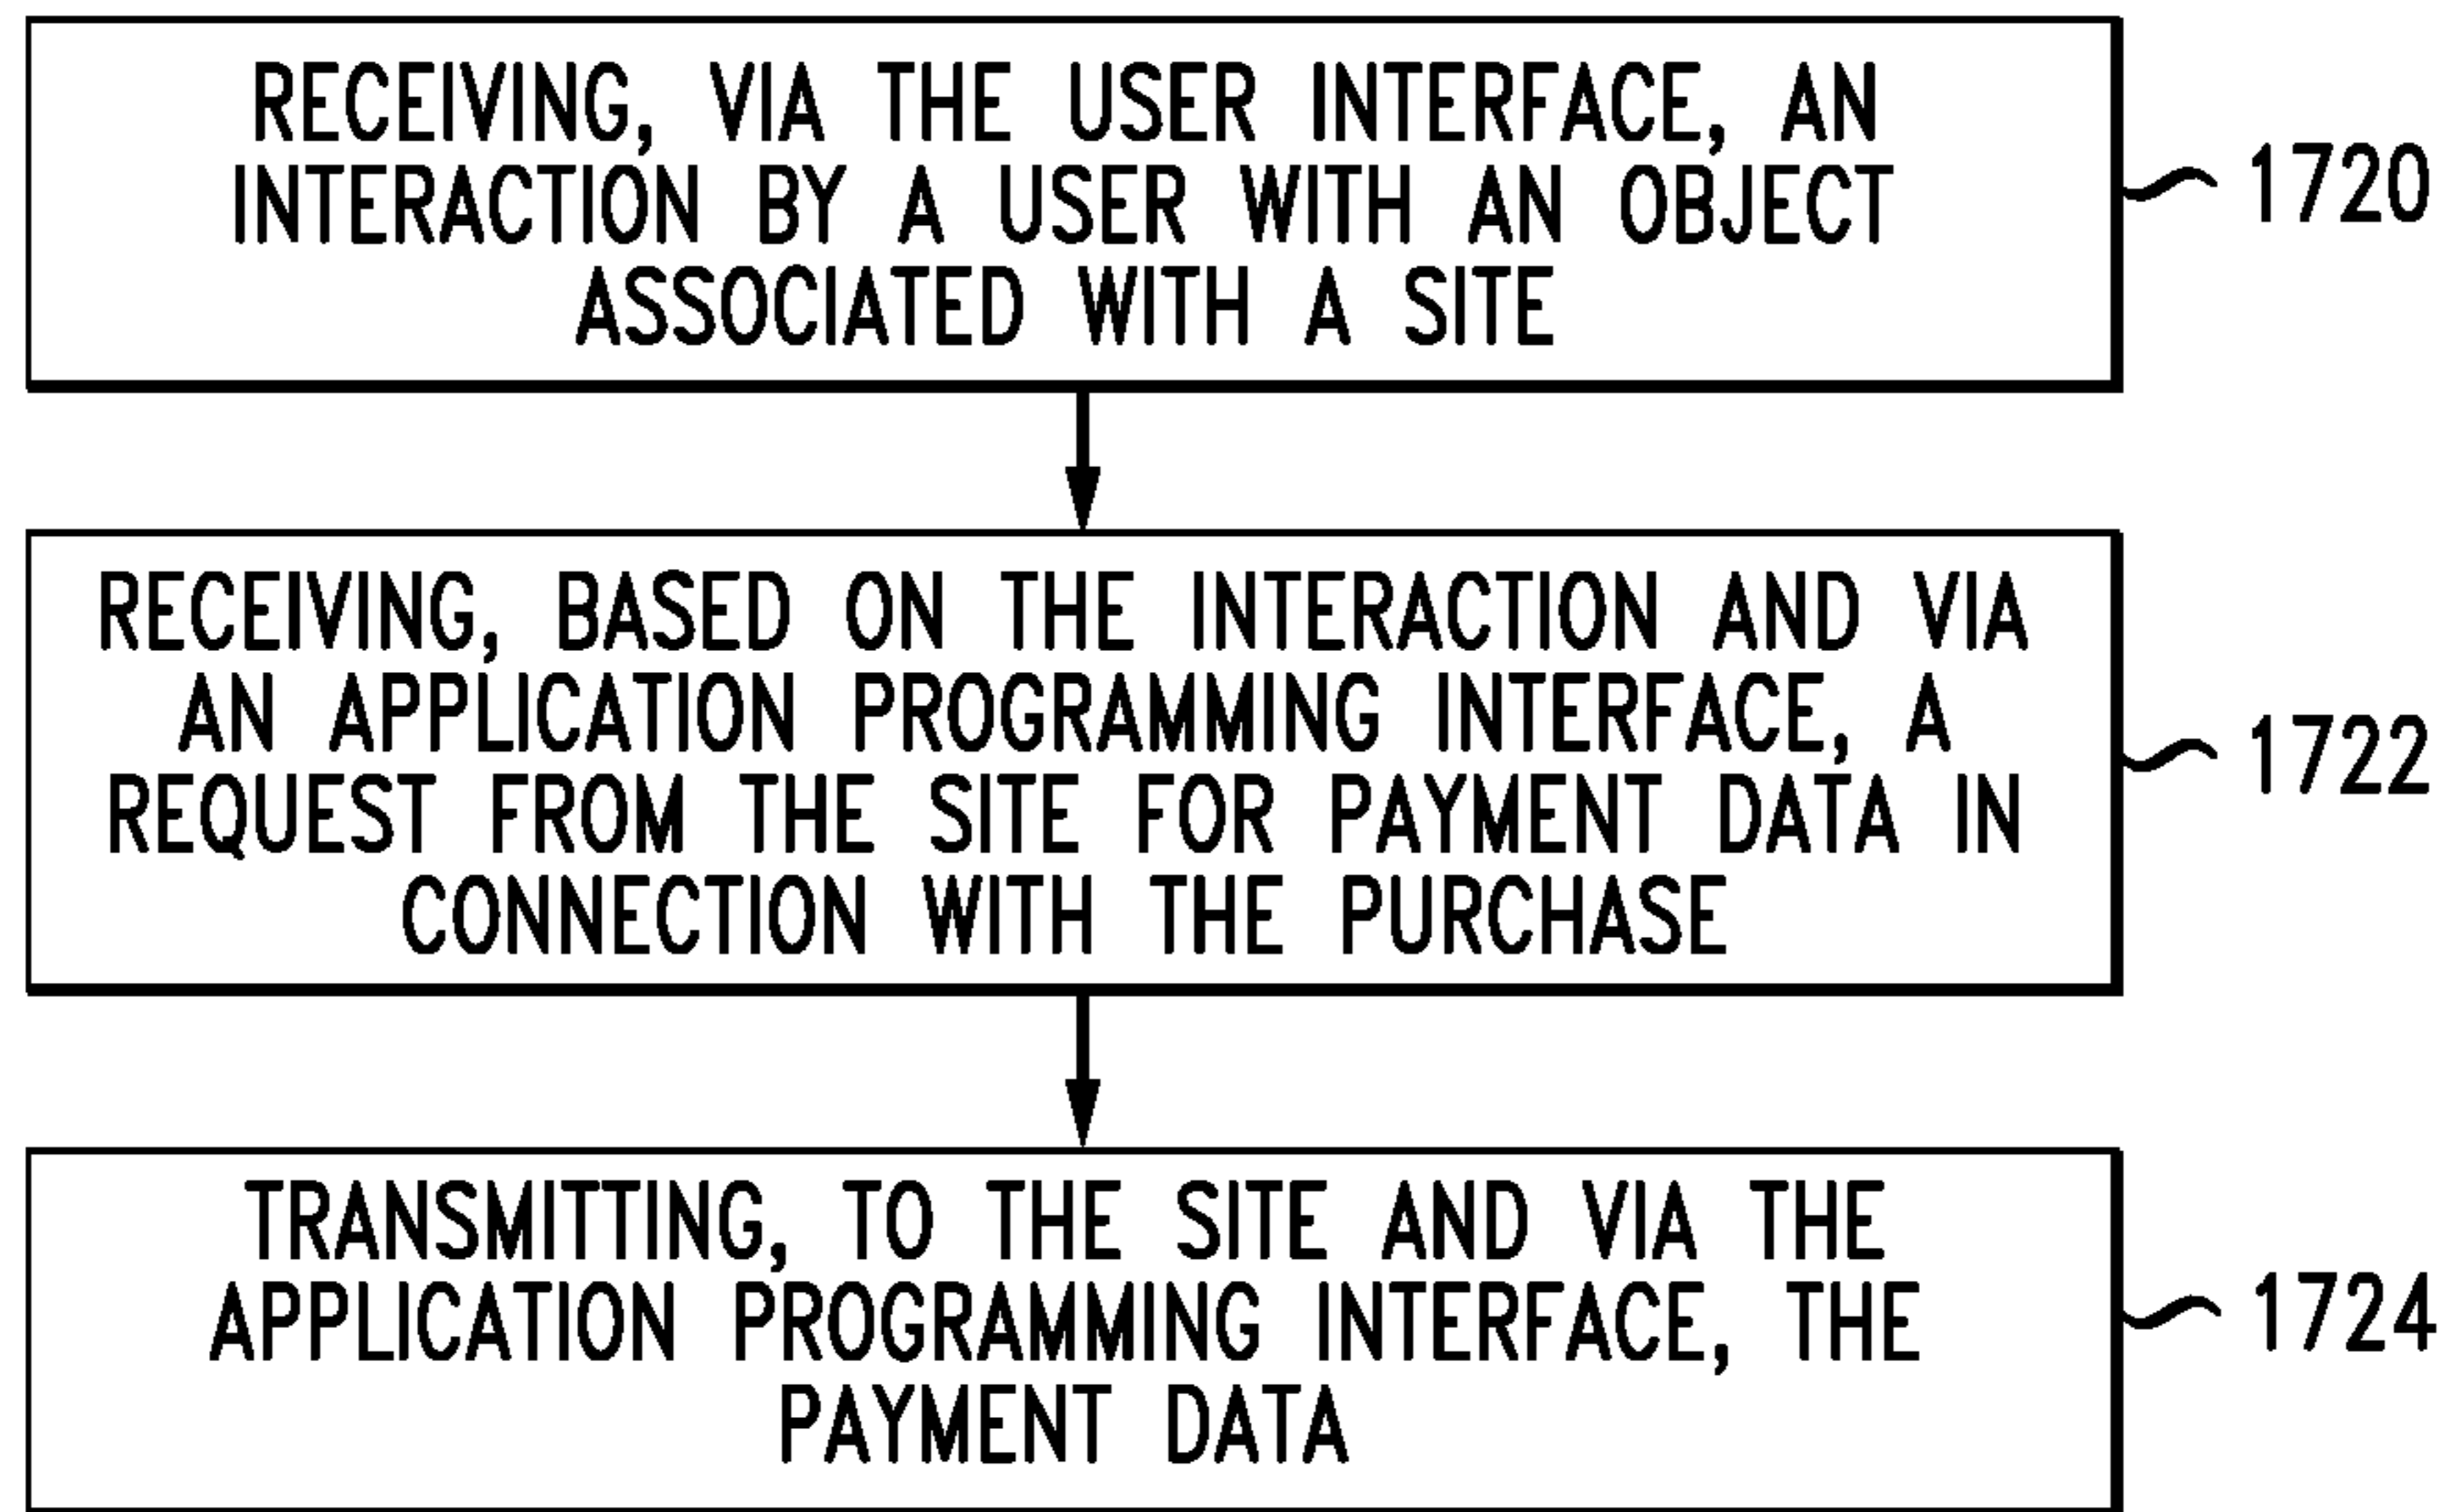 RECEIVING, VIA THE USER INTERFACE, AN
INTERACTION BY A USER WITH AN OBJECT
ASSOCIATED WITH A SITE
1720
RECEIVING, BASED ON THE INTERACTION AND VIA
AN APPLICATION PROGRAMMING INTERFACE, A
REQUEST FROM THE SITE FOR PAYMENT DATA IN
CONNECTION WITH THE PURCHASE
1722
TRANSMITTING, TO THE SITE AND VIA THE
APPLICATION PROGRAMMING INTERFACE, THE
PAYMENT DATA
1724